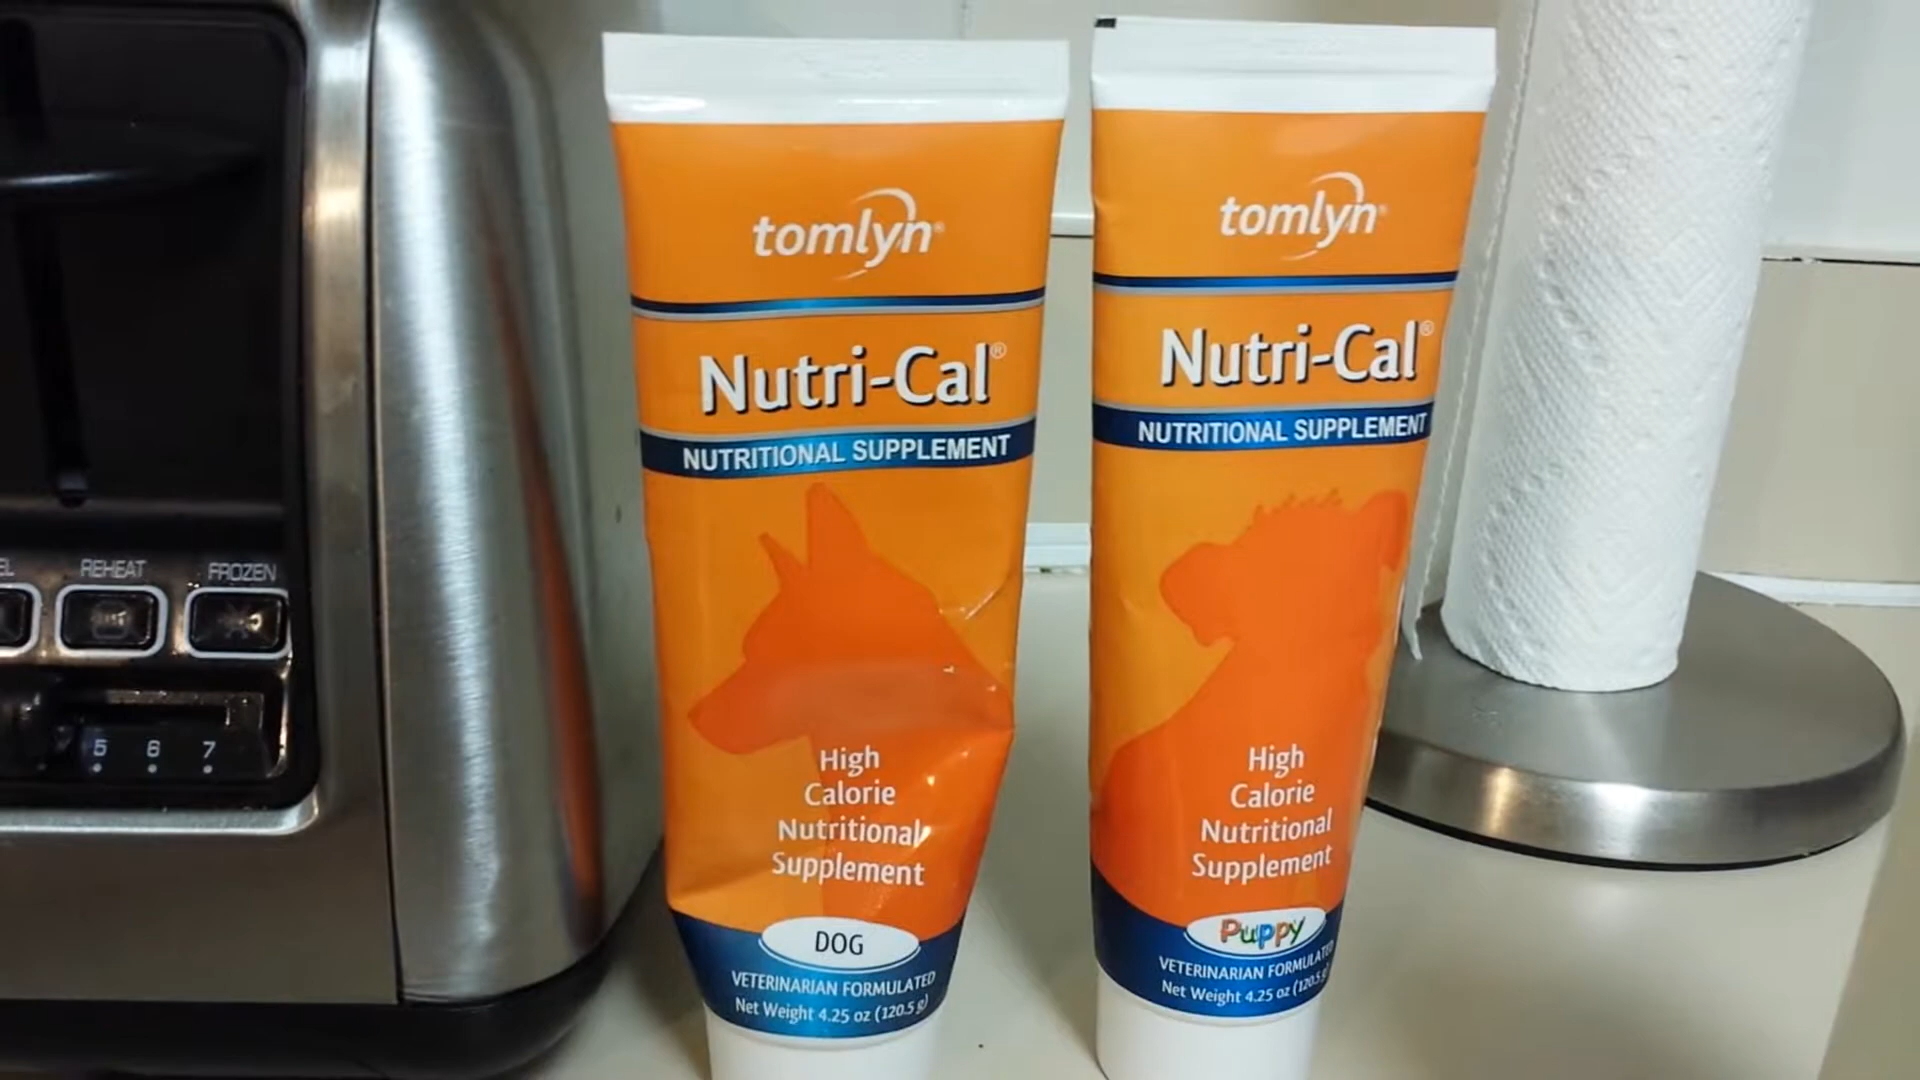 tomlyn®
Nutri-Cal®
NUTRITIONAL SUPPLEMENT
High
Calorie
Nutritional
Supplement
DOG
VETERINARIAN FORMULATED
Net Weight 4.25 oz (120.5 g)
tomlyn®
Nutri-Cal®
NUTRITIONAL SUPPLEMENT
High
Calorie
Nutritional
Supplement
Puppy
VETERINARIAN FORMULATED
Net Weight 4.25 oz (120.5 g)
REHEAT
FROZEN
5 6 7